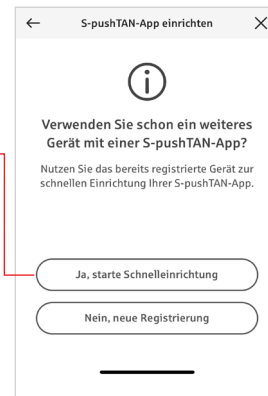 S-pushTAN-App einrichten
Verwenden Sie schon ein weiteres
Gerät mit einer S-pushTAN-App?
Nutzen Sie das bereits registrierte Gerät zur
schnellen Einrichtung Ihrer S-pushTAN-App.
Ja, starte Schnelleinrichtung
Nein, neue Registrierung